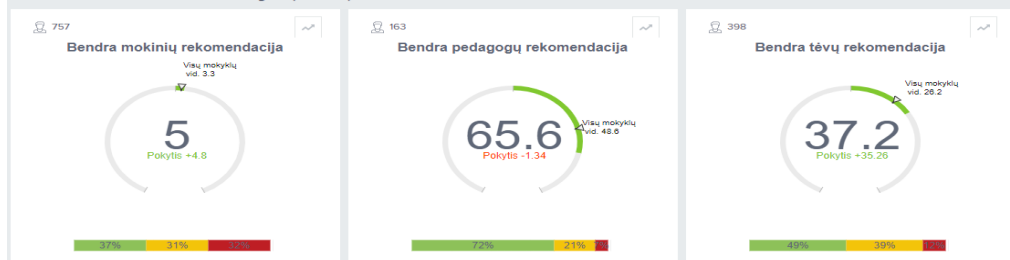 757
Bendra mokinių rekomendacija
Visų mokyklų
vid. 3.3
5
Pokytis +4.8
37% 31% 32%
163
Bendra pedagogų rekomendacija
Visų mokyklų
vid. 48.6
65.6
Pokytis -1.34
72% 21%
398
Bendra tėvų rekomendacija
Visų mokyklų
vid. 26.2
37.2
Pokytis +35.26
49% 39% 12%